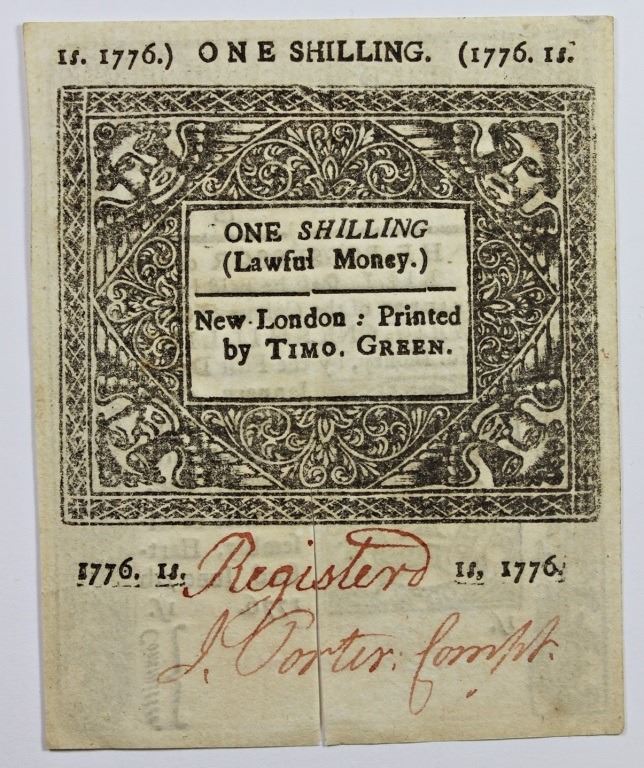 1s. 1776.) ONE SHILLING. (1776. 1s.
ONE SHILLING
(Lawful Money.)
New-London : Printed
by TIMO. GREEN.
1776. 1s. Registerd 1s, 1776.
J. Porter. Compt.